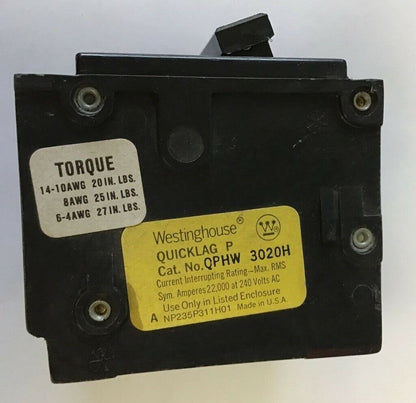 TORQUE
14-10AWG 20 IN. LBS.
8AWG 25 IN. LBS.
6-4AWG 27 IN. LBS.
Westinghouse®
W
QUICKLAG P
Cat. No. QPHW 3020H
Current Interrupting Rating—Max. RMS
Sym. Amperes 22,000 at 240 Volts AC
Use Only in Listed Enclosure
A NP235P311H01 Made in U.S.A.